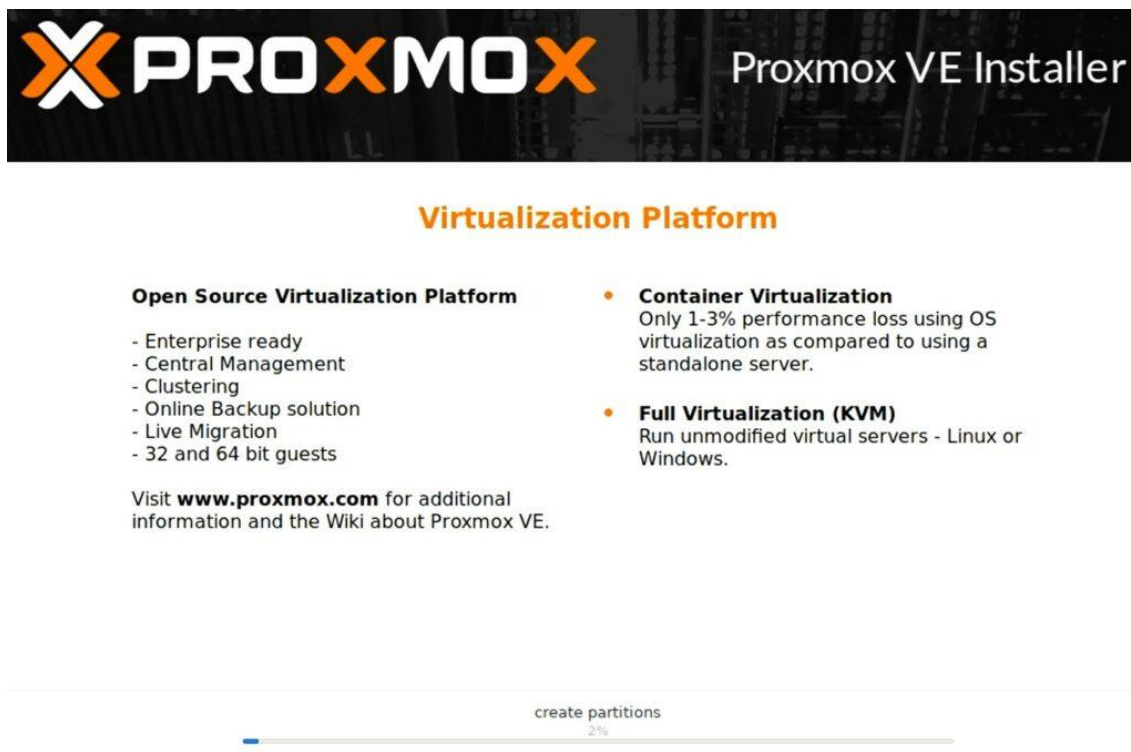 PROXMOX
Proxmox VE Installer
Virtualization Platform
Open Source Virtualization Platform
- Enterprise ready
- Central Management
- Clustering
- Online Backup solution
- Live Migration
- 32 and 64 bit guests
Visit www.proxmox.com for additional
information and the Wiki about Proxmox VE.
• Container Virtualization
Only 1-3% performance loss using OS
virtualization as compared to using a
standalone server.
• Full Virtualization (KVM)
Run unmodified virtual servers - Linux or
Windows.
create partitions
2%